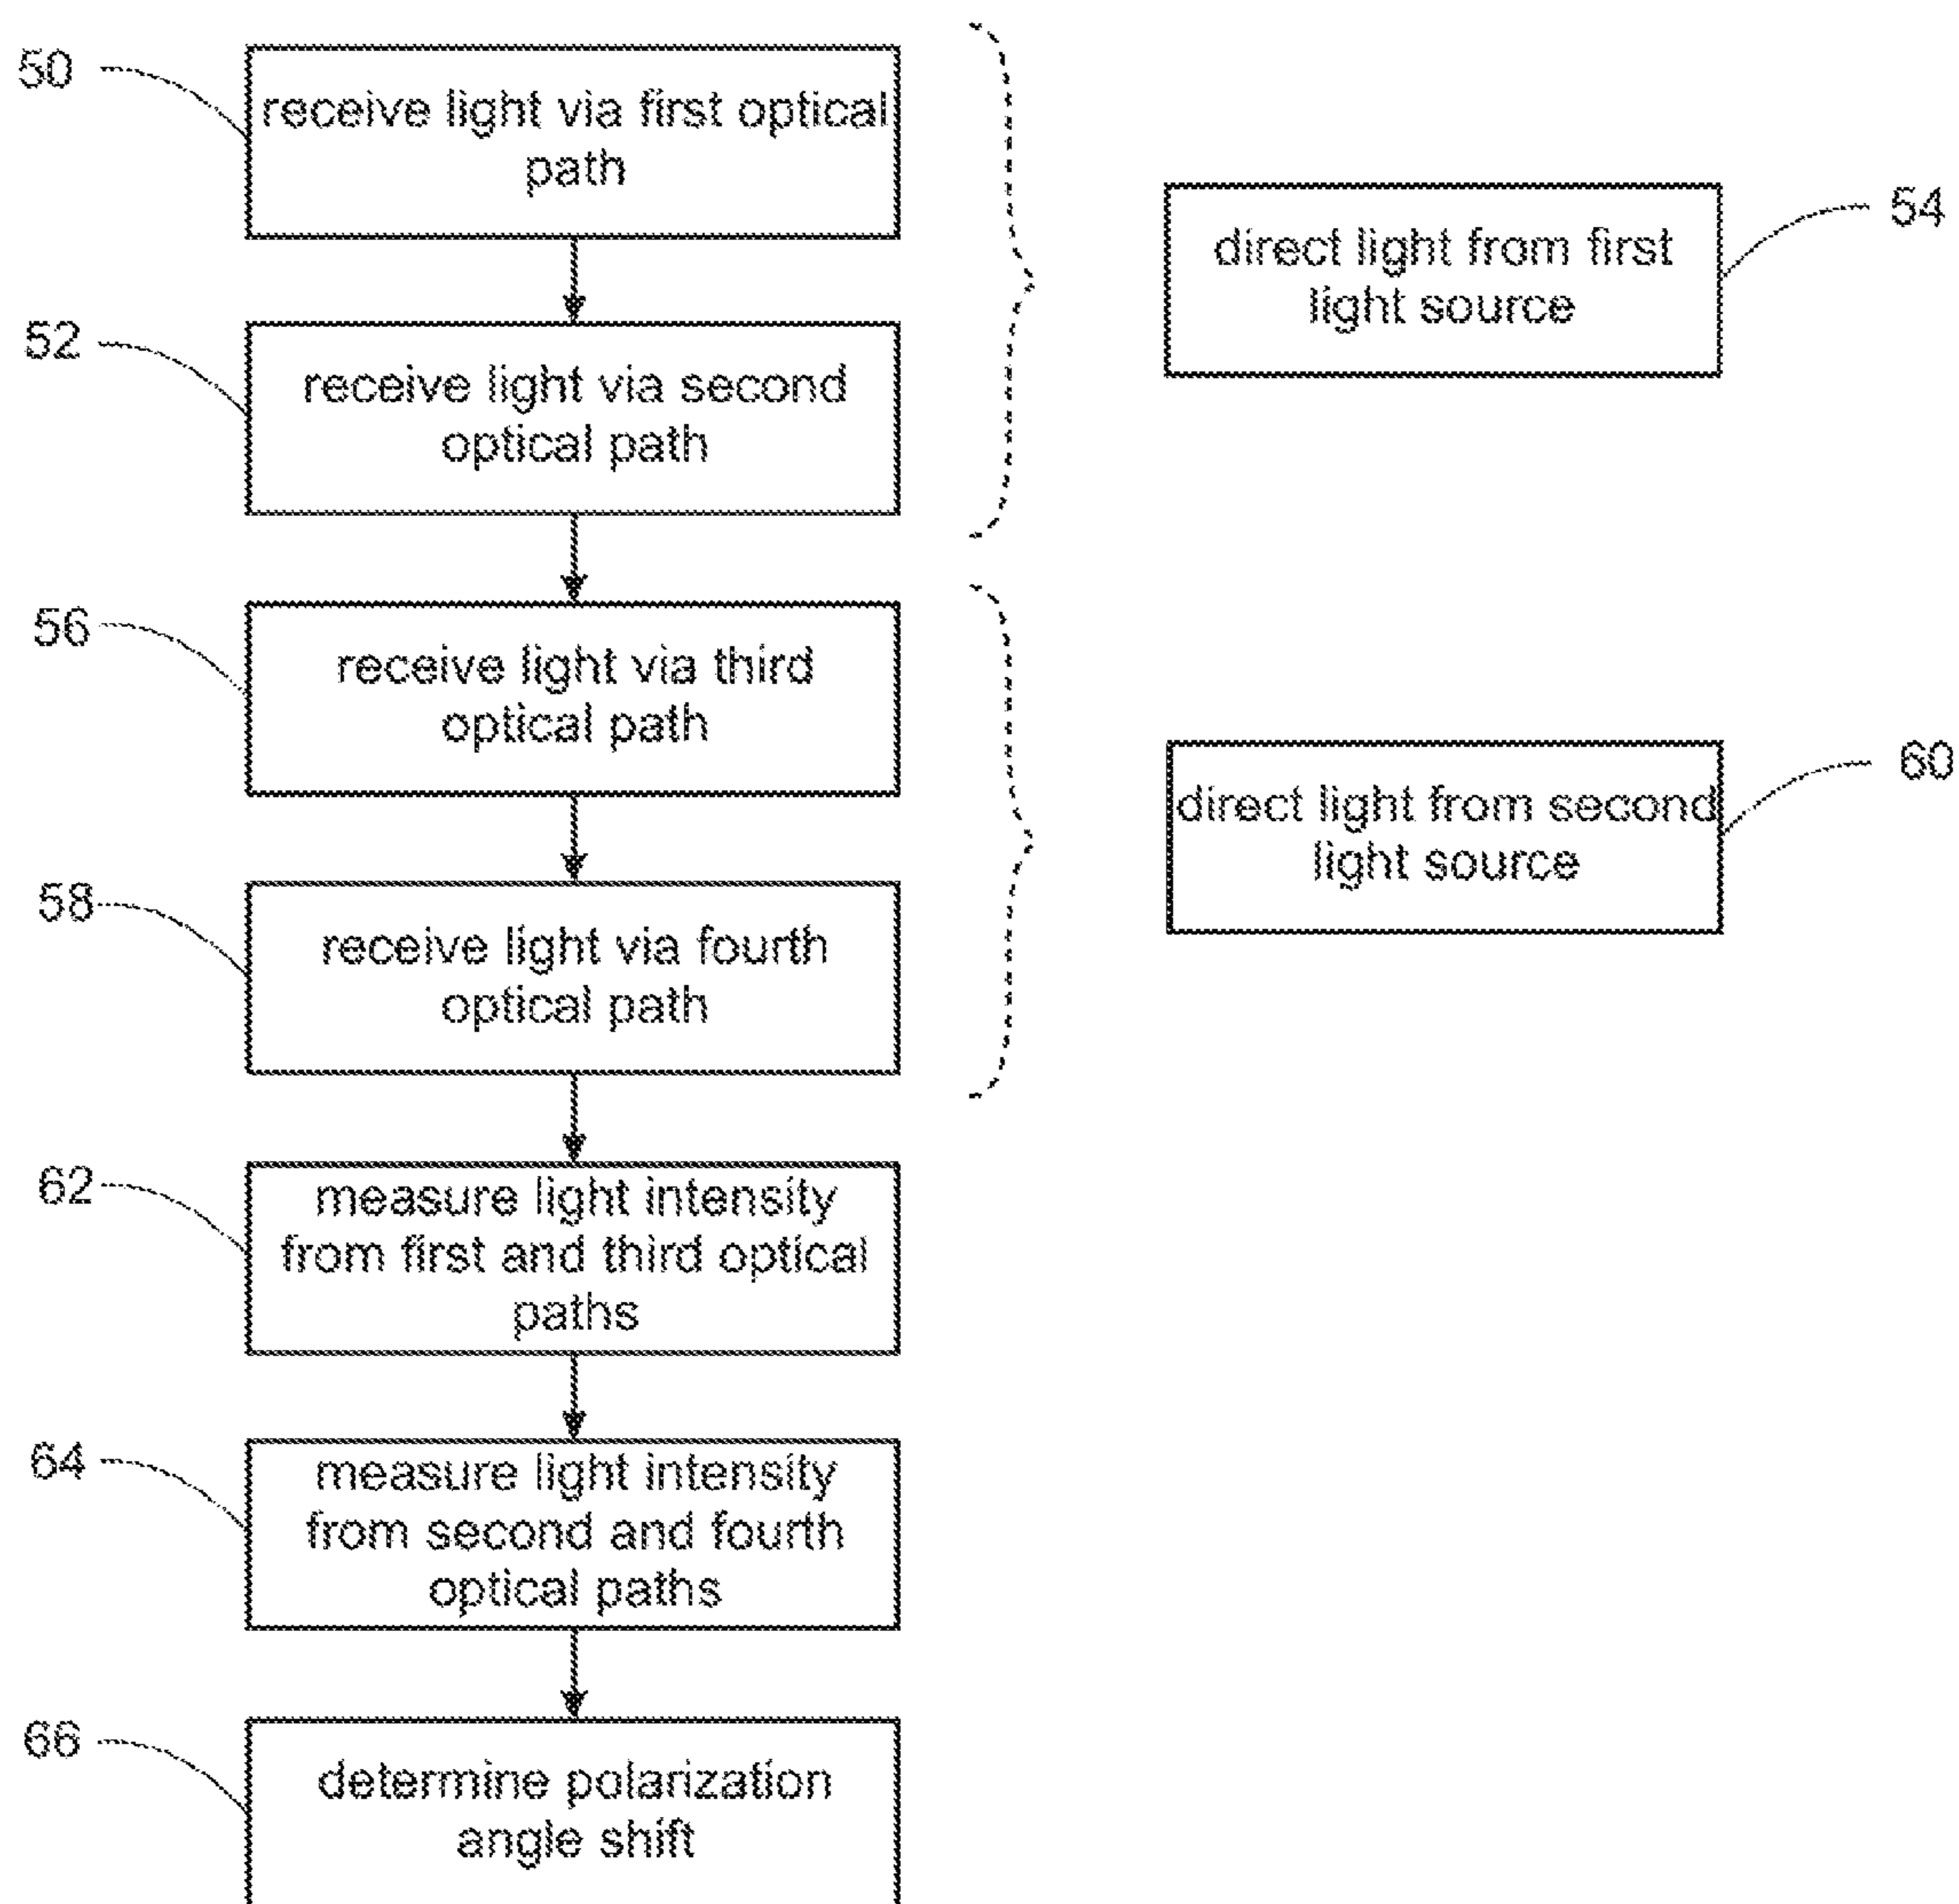 50
receive light via first optical
path
52
receive light via second
optical path
54
direct light from first
light source
56
receive light via third
optical path
58
receive light via fourth
optical path
60
direct light from second
light source
62
measure light intensity
from first and third optical
paths
64
measure light intensity
from second and fourth
optical paths
66
determine polarization
angle shift